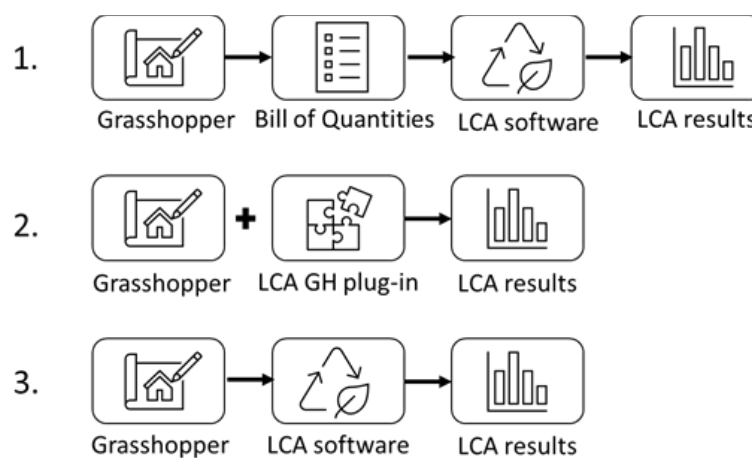 1.
Grasshopper Bill of Quantities LCA software LCA results
2.
Grasshopper LCA GH plug-in LCA results
3.
Grasshopper LCA software LCA results